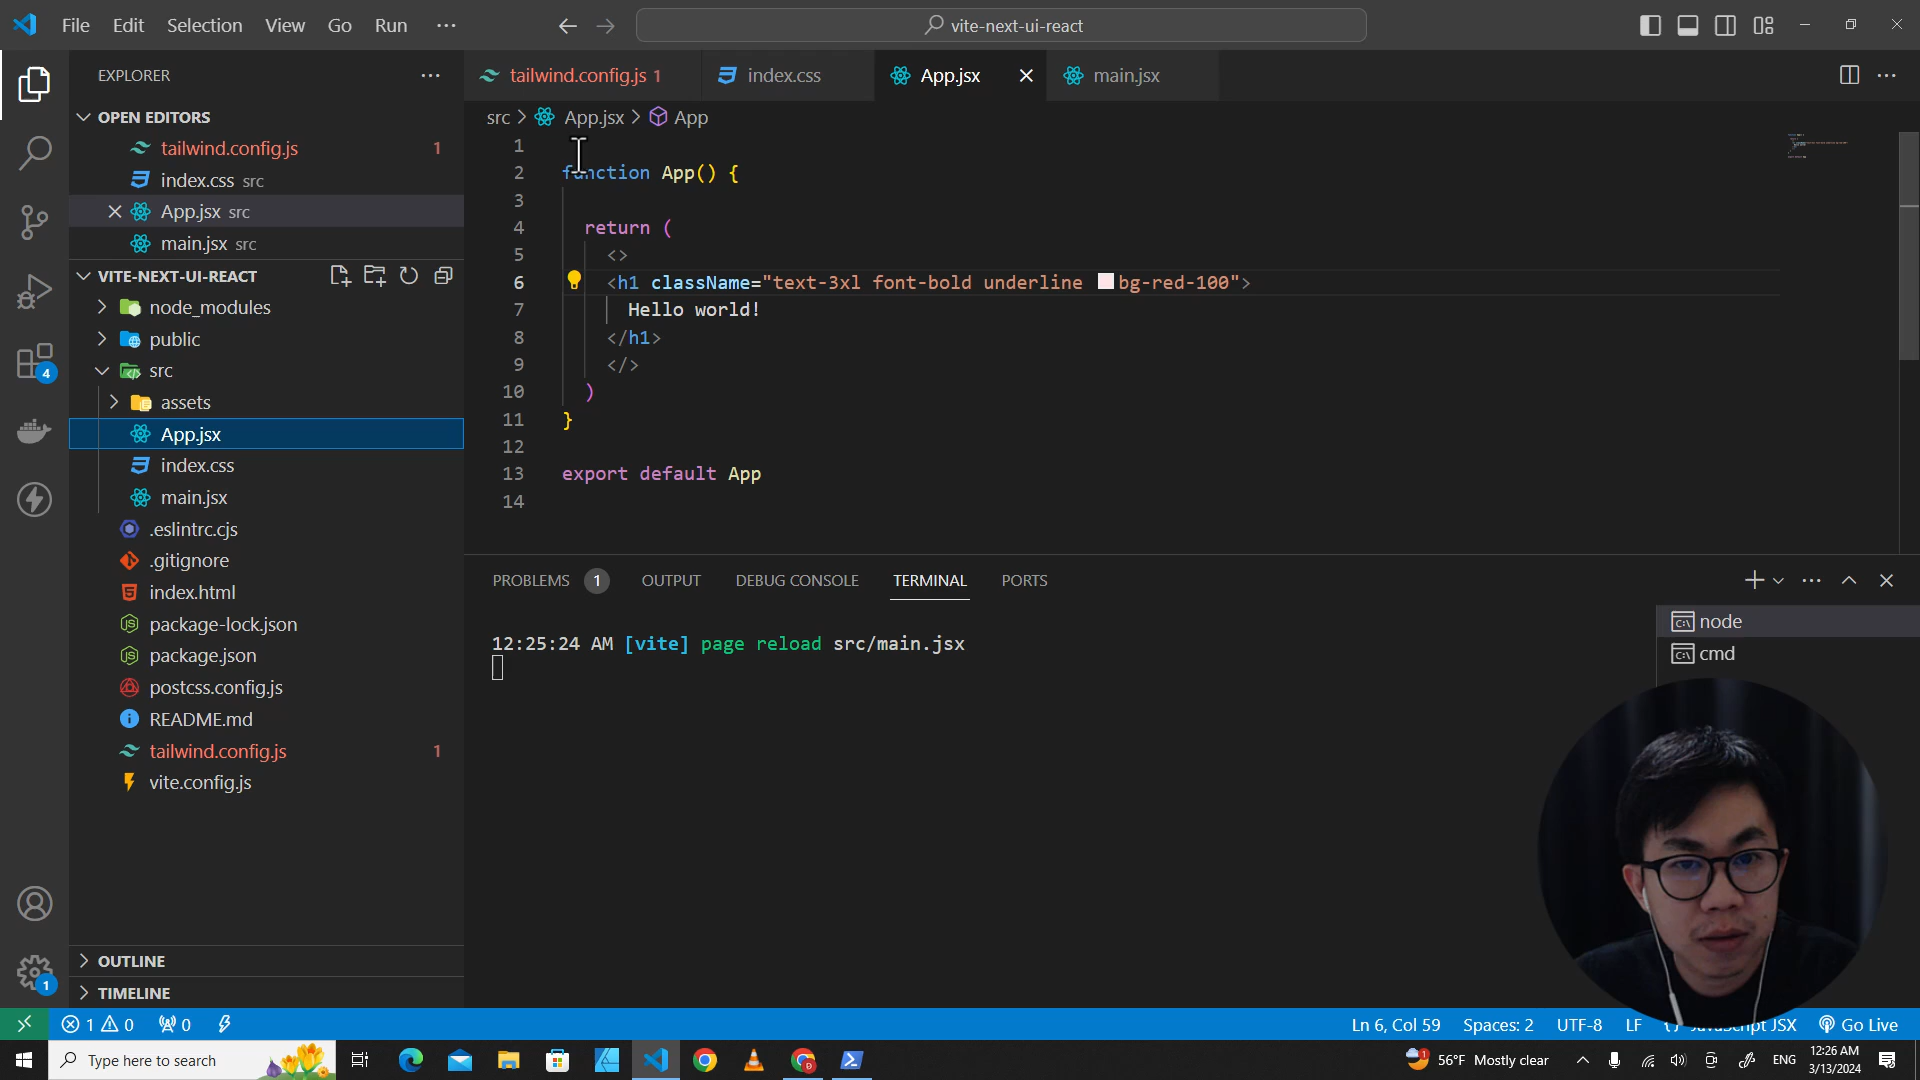 File Edit Selection View Go Run ···
vite-next-ui-react
EXPLORER
OPEN EDITORS
tailwind.config.js 1
index.css src
App.jsx src
main.jsx src
VITE-NEXT-UI-REACT
node_modules
public
src
assets
App.jsx
index.css
main.jsx
.eslintrc.cjs
.gitignore
index.html
package-lock.json
package.json
postcss.config.js
README.md
tailwind.config.js 1
vite.config.js
OUTLINE
TIMELINE
4
1
tailwind.config.js 1 index.css App.jsx main.jsx
src > App.jsx > App
1
2 function App() {
3
4 return (
5 <>
6 <h1 className="text-3xl font-bold underline bg-red-100">
7 Hello world!
8 </h1>
9 </>
10 )
11 }
12
13 export default App
14
PROBLEMS 1 OUTPUT DEBUG CONSOLE TERMINAL PORTS
12:25:24 AM [vite] page reload src/main.jsx
node
cmd
1 0 0 Ln 6, Col 59 Spaces: 2 UTF-8 LF JavaScript JSX Go Live
Type here to search 56°F Mostly clear ENG 12:26 AM
3/13/2024